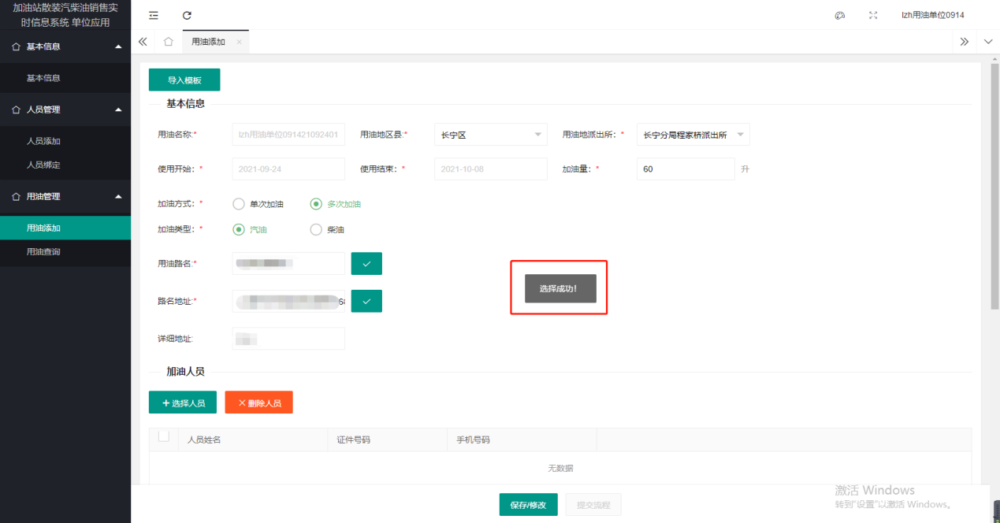 加油站散装汽柴油销售实
时信息系统 单位应用
lzh用油单位0914
基本信息
用油添加
基本信息
导入模板
人员管理
基本信息
人员添加
用油名称:*
lzh用油单位091421092401
用油地区县:*
长宁区
用油地派出所: *
长宁分局程家桥派出所
人员绑定
使用开始: *
2021-09-24
使用结束: *
2021-10-08
加油量: *
60
升
用油管理
加油方式: *
单次加油
多次加油
用油添加
加油类型: *
汽油
柴油
用油查询
用油路名:*
选择成功!
路名地址:*
详细地址:
加油人员
选择人员
删除人员
人员姓名
证件号码
手机号码
无数据
保存/修改
提交流程
激活 Windows
转到"设置"以激活 Windows。